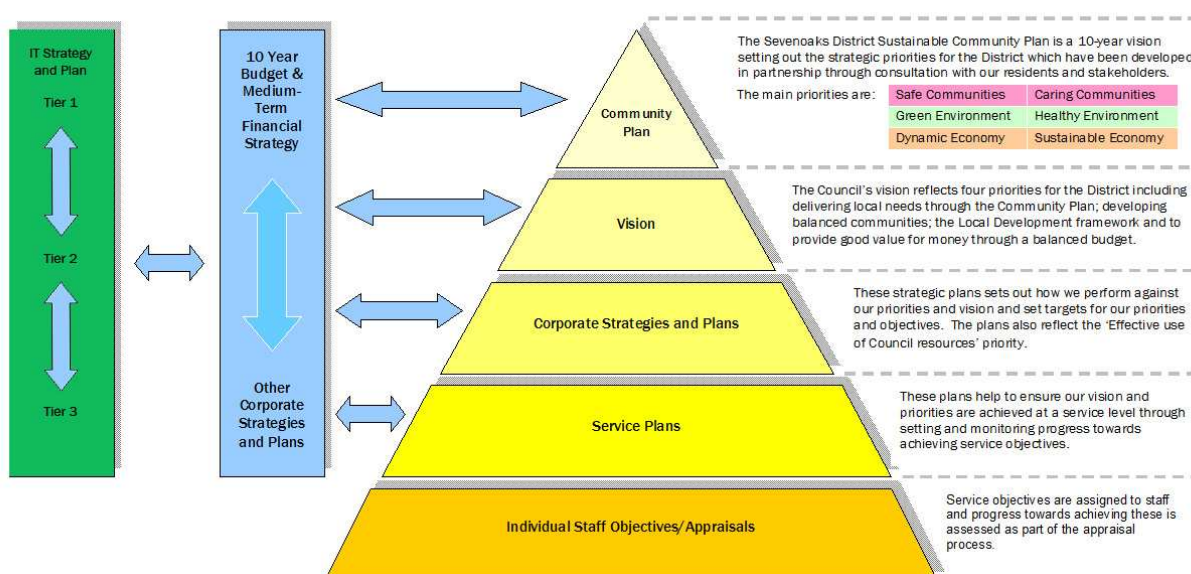 IT Strategy
and Plan
Tier 1
Tier 2
Tier 3
10 Year
Budget &
Medium-
Term
Financial
Strategy
Other
Corporate
Strategies
and Plans
Community
Plan
Vision
Corporate Strategies and Plans
Service Plans
Individual Staff Objectives/Appraisals
The Sevenoaks District Sustainable Community Plan is a 10-year vision
setting out the strategic priorities for the District which have been developed
in partnership through consultation with our residents and stakeholders.
The main priorities are:
Safe Communities Caring Communities
Green Environment Healthy Environment
Dynamic Economy Sustainable Economy
The Council's vision reflects four priorities for the District including
delivering local needs through the Community Plan; developing
balanced communities; the Local Development framework and to
provide good value for money through a balanced budget.
These strategic plans sets out how we perform against
our priorities and vision and set targets for our priorities
and objectives. The plans also reflect the 'Effective use
of Council resources' priority.
These plans help to ensure our vision and
priorities are achieved at a service level through
setting and monitoring progress towards
achieving service objectives.
Service objectives are assigned to staff
and progress towards achieving these is
assessed as part of the appraisal
process.